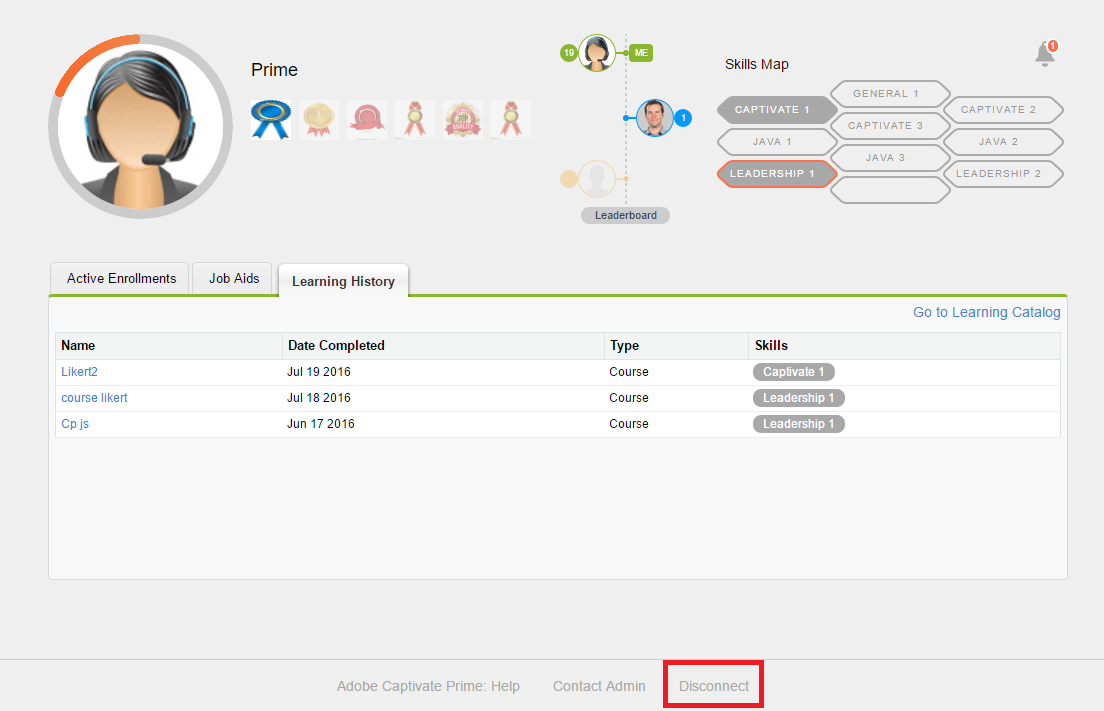 Prime
19
ME
1
Leaderboard
Skills Map
1
GENERAL 1
CAPTIVATE 1
CAPTIVATE 2
CAPTIVATE 3
JAVA 1
JAVA 2
JAVA 3
LEADERSHIP 1
LEADERSHIP 2
TOP
QUALITY
Active Enrollments
Job Aids
Learning History
Go to Learning Catalog
Name Date Completed Type Skills
Likert2 Jul 19 2016 Course Captivate 1
course likert Jul 18 2016 Course Leadership 1
Cp js Jun 17 2016 Course Leadership 1
Adobe Captivate Prime: Help Contact Admin Disconnect